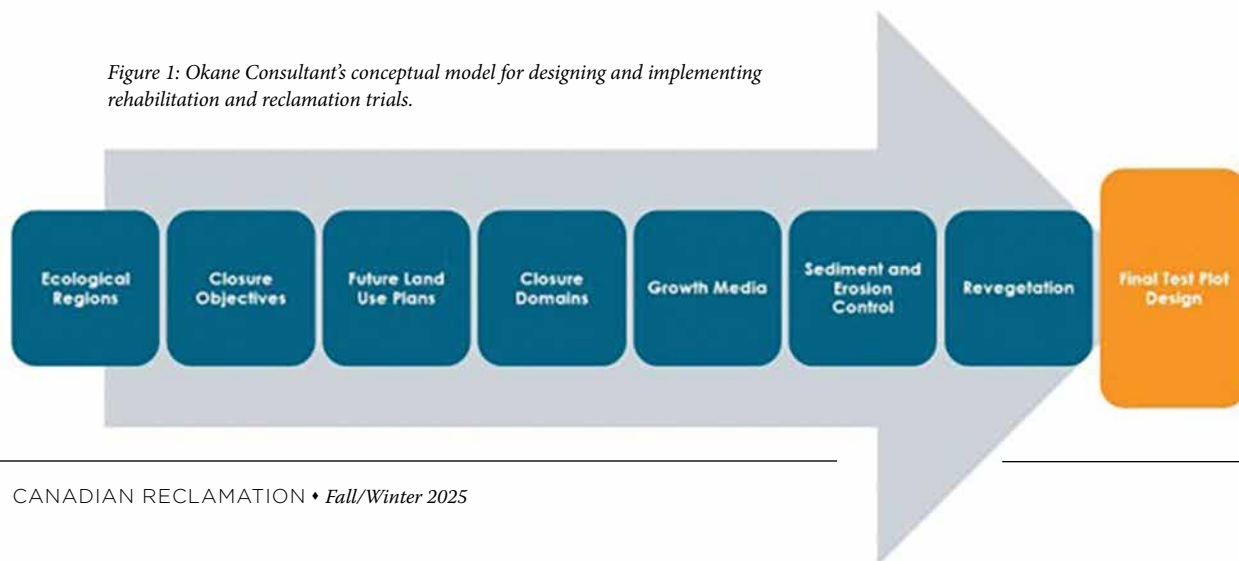 Figure 1: Okane Consultant's conceptual model for designing and implementing
rehabilitation and reclamation trials.
Ecological
Regions
Closure
Objectives
Future Land
Use Plans
Closure
Domains
Growth Media
Sediment and
Erosion
Control
Revegetation
Final Test Plot
Design
CANADIAN RECLAMATION ♦ Fall/Winter 2025